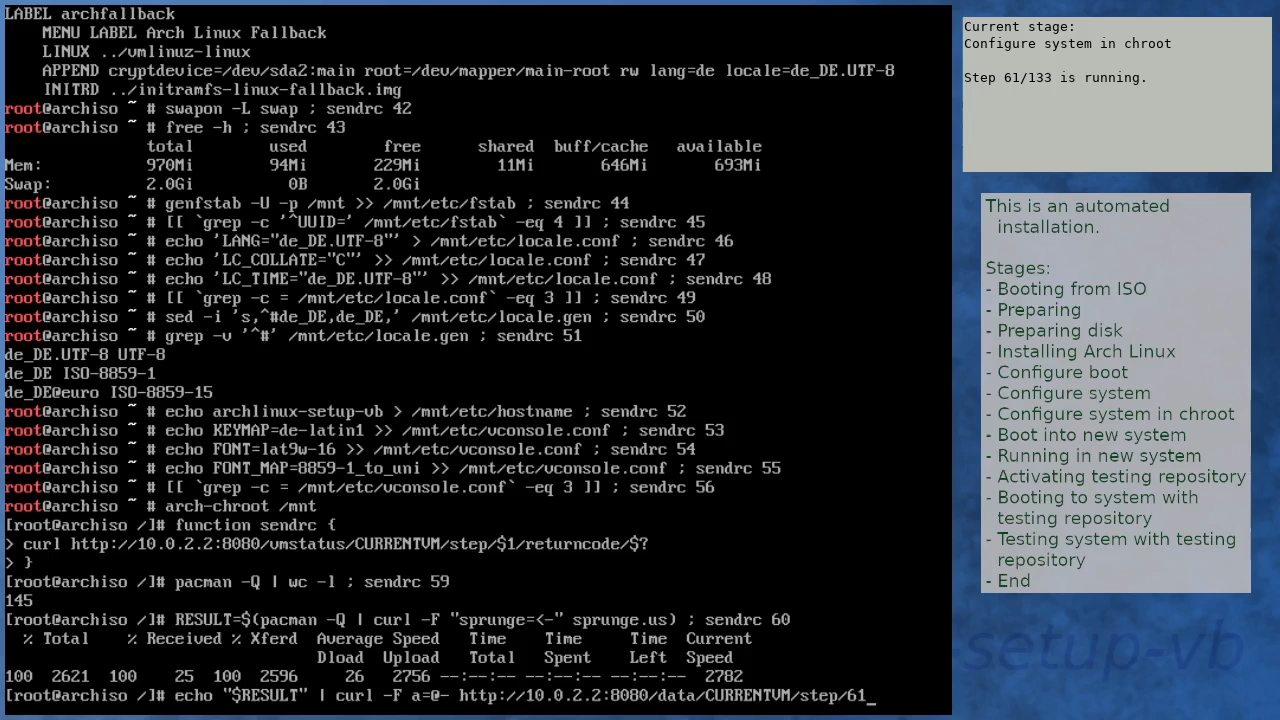 LABEL archfallback
    MENU LABEL Arch Linux Fallback
    LINUX ../vmlinuz-linux
    APPEND cryptdevice=/dev/sda2:main root=/dev/mapper/main-root rw lang=de locale=de_DE.UTF-8
    INITRD ../initramfs-linux-fallback.img
root@archiso ~ # swapon -L swap ; sendrc 42
root@archiso ~ # free -h ; sendrc 43
               total        used        free      shared  buff/cache   available
Mem:           970Mi        94Mi       229Mi        11Mi       646Mi       693Mi
Swap:          2.0Gi          0B       2.0Gi
root@archiso ~ # genfstab -U -p /mnt >> /mnt/etc/fstab ; sendrc 44
root@archiso ~ # [[ `grep -c '^UUID=' /mnt/etc/fstab` -eq 4 ]] ; sendrc 45
root@archiso ~ # echo 'LANG="de_DE.UTF-8"' > /mnt/etc/locale.conf ; sendrc 46
root@archiso ~ # echo 'LC_COLLATE="C"' >> /mnt/etc/locale.conf ; sendrc 47
root@archiso ~ # echo 'LC_TIME="de_DE.UTF-8"' >> /mnt/etc/locale.conf ; sendrc 48
root@archiso ~ # [[ `grep -c = /mnt/etc/locale.conf` -eq 3 ]] ; sendrc 49
root@archiso ~ # sed -i 's,^#de_DE,de_DE,' /mnt/etc/locale.gen ; sendrc 50
root@archiso ~ # grep -v '^#' /mnt/etc/locale.gen ; sendrc 51
de_DE.UTF-8 UTF-8
de_DE ISO-8859-1
de_DE@euro ISO-8859-15
root@archiso ~ # echo archlinux-setup-vb > /mnt/etc/hostname ; sendrc 52
root@archiso ~ # echo KEYMAP=de-latin1 >> /mnt/etc/vconsole.conf ; sendrc 53
root@archiso ~ # echo FONT=lat9w-16 >> /mnt/etc/vconsole.conf ; sendrc 54
root@archiso ~ # echo FONT_MAP=8859-1_to_uni >> /mnt/etc/vconsole.conf ; sendrc 55
root@archiso ~ # [[ `grep -c = /mnt/etc/vconsole.conf` -eq 3 ]] ; sendrc 56
root@archiso ~ # arch-chroot /mnt
[root@archiso /]# function sendrc {
> curl http://10.0.2.2:8080/vmstatus/CURRENTVM/step/$1/returncode/$?
> }
[root@archiso /]# pacman -Q | wc -l ; sendrc 59
145
[root@archiso /]# RESULT=$(pacman -Q | curl -F "sprunge=<-" sprunge.us) ; sendrc 60
  % Total    % Received % Xferd  Average Speed   Time    Time     Time  Current
                                 Dload  Upload   Total   Spent    Left  Speed
100  2621  100    25  100  2596     26   2756 --:--:-- --:--:-- --:--:--  2782
[root@archiso /]# echo "$RESULT" | curl -F a=@- http://10.0.2.2:8080/data/CURRENTVM/step/61_
Current stage:
Configure system in chroot
Step 61/133 is running.
This is an automated
installation.
Stages:
- Booting from ISO
- Preparing
- Preparing disk
- Installing Arch Linux
- Configure boot
- Configure system
- Configure system in chroot
- Boot into new system
- Running in new system
- Activating testing repository
- Booting to system with
testing repository
- Testing system with testing
repository
- End
-setup-vb